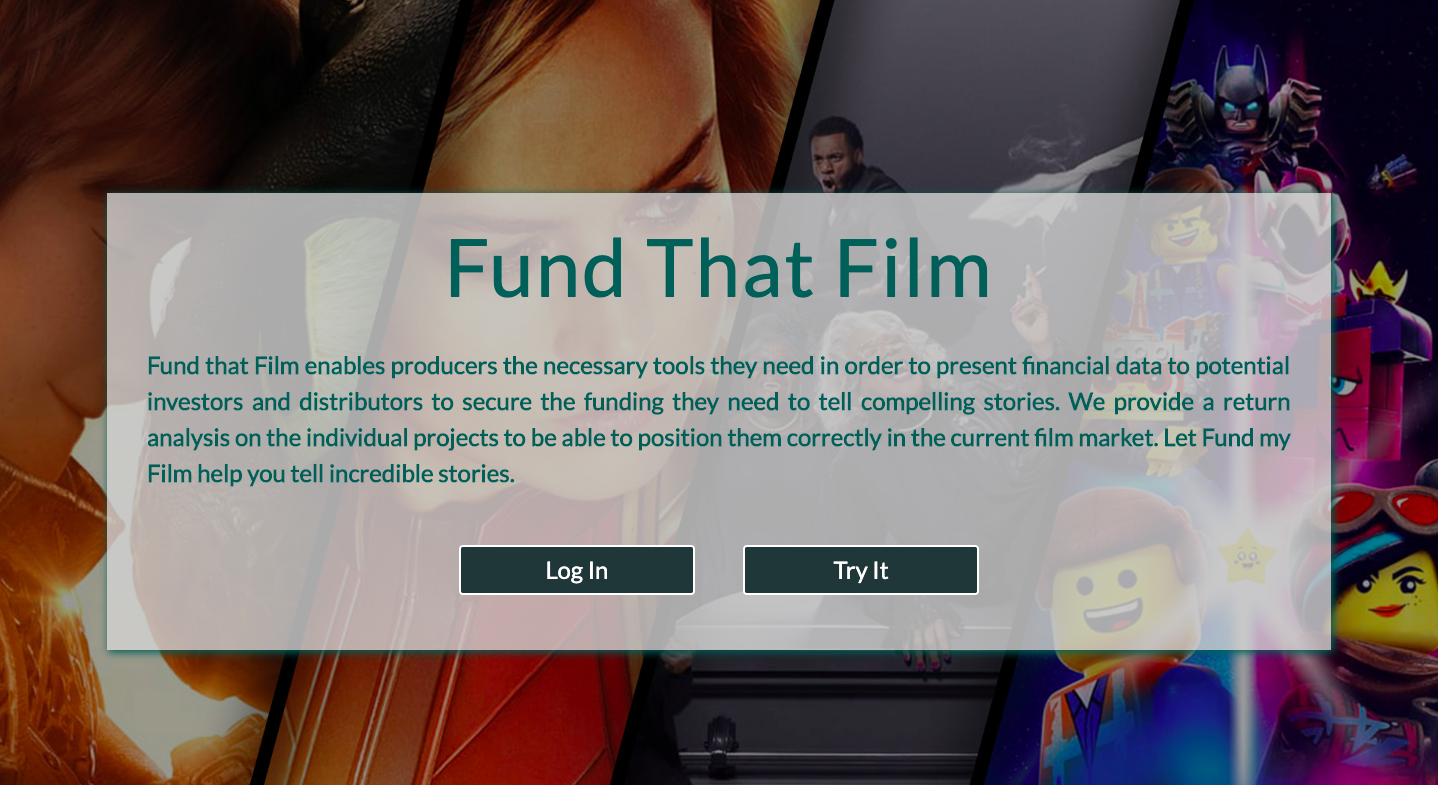 Fund That Film
Fund that Film enables producers the necessary tools they need in order to present financial data to potential
investors and distributors to secure the funding they need to tell compelling stories. We provide a return
analysis on the individual projects to be able to position them correctly in the current film market. Let Fund my
Film help you tell incredible stories.
Log In
Try It